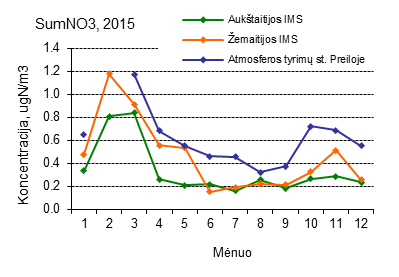 SumNO3, 2015
Aukštaitijos IMS
Žemaitijos IMS
Atmosferos tyrimų st. Preiloje
Koncentracija, ugN/m3
1.4
1.2
1.0
0.8
0.6
0.4
0.2
0.0
1 2 3 4 5 6 7 8 9 10 11 12
Mėnuo